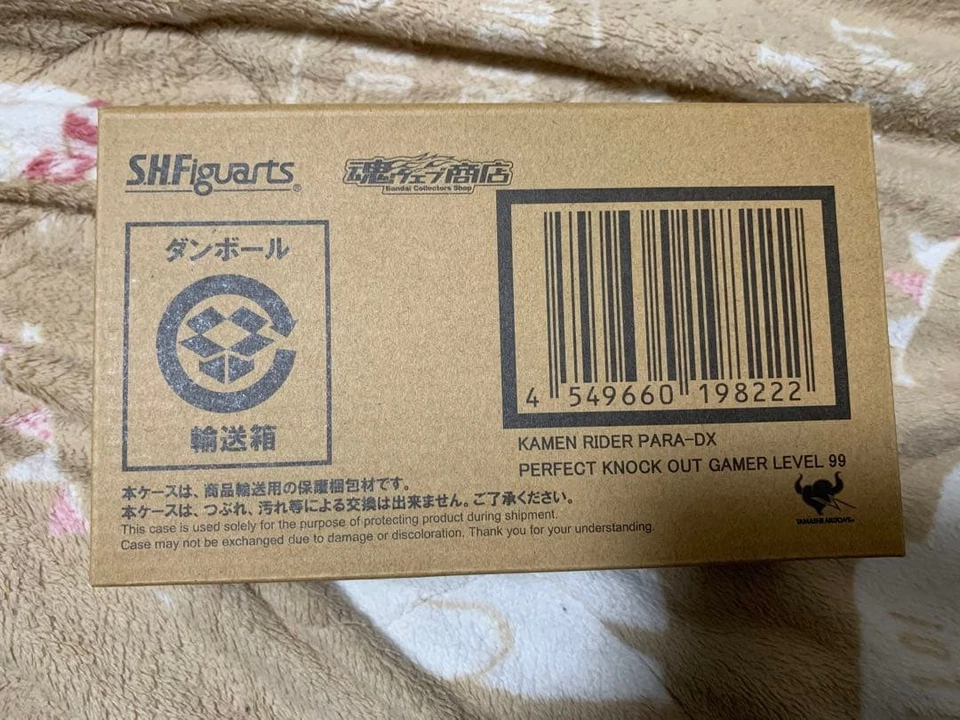 S.H.Figuarts®
魂ウェブ商店
Bandai Collectors Shop
ダンボール
輸送箱
4 549660 198222
KAMEN RIDER PARA-DX
PERFECT KNOCK OUT GAMER LEVEL 99
TAMASHII NATIONS
本ケースは、商品輸送用の保護梱包材です。
本ケースは、つぶれ、汚れ等による交換は出来ません。ご了承ください。
This case is used solely for the purpose of protecting product during shipment.
Case may not be exchanged due to damage or discoloration. Thank you for your understanding.